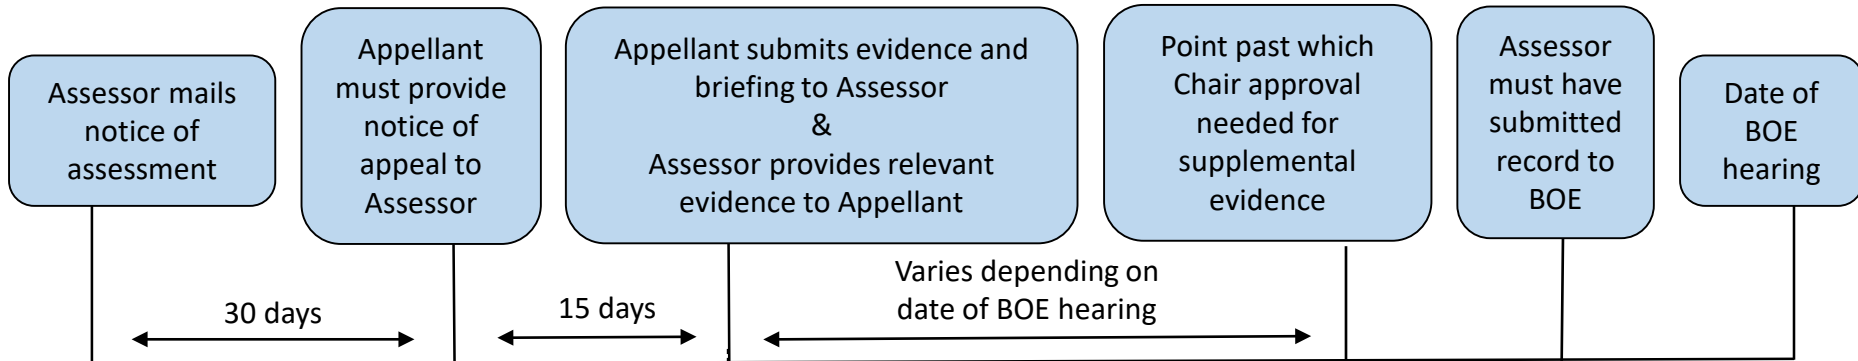 Assessor mails
notice of
assessment
Appellant
must provide
notice of
appeal to
Assessor
Appellant submits evidence and
briefing to Assessor
&
Assessor provides relevant
evidence to Appellant
Point past which
Chair approval
needed for
supplemental
evidence
Assessor
must have
submitted
record to
BOE
Date of
BOE
hearing
30 days
15 days
Varies depending on
date of BOE hearing